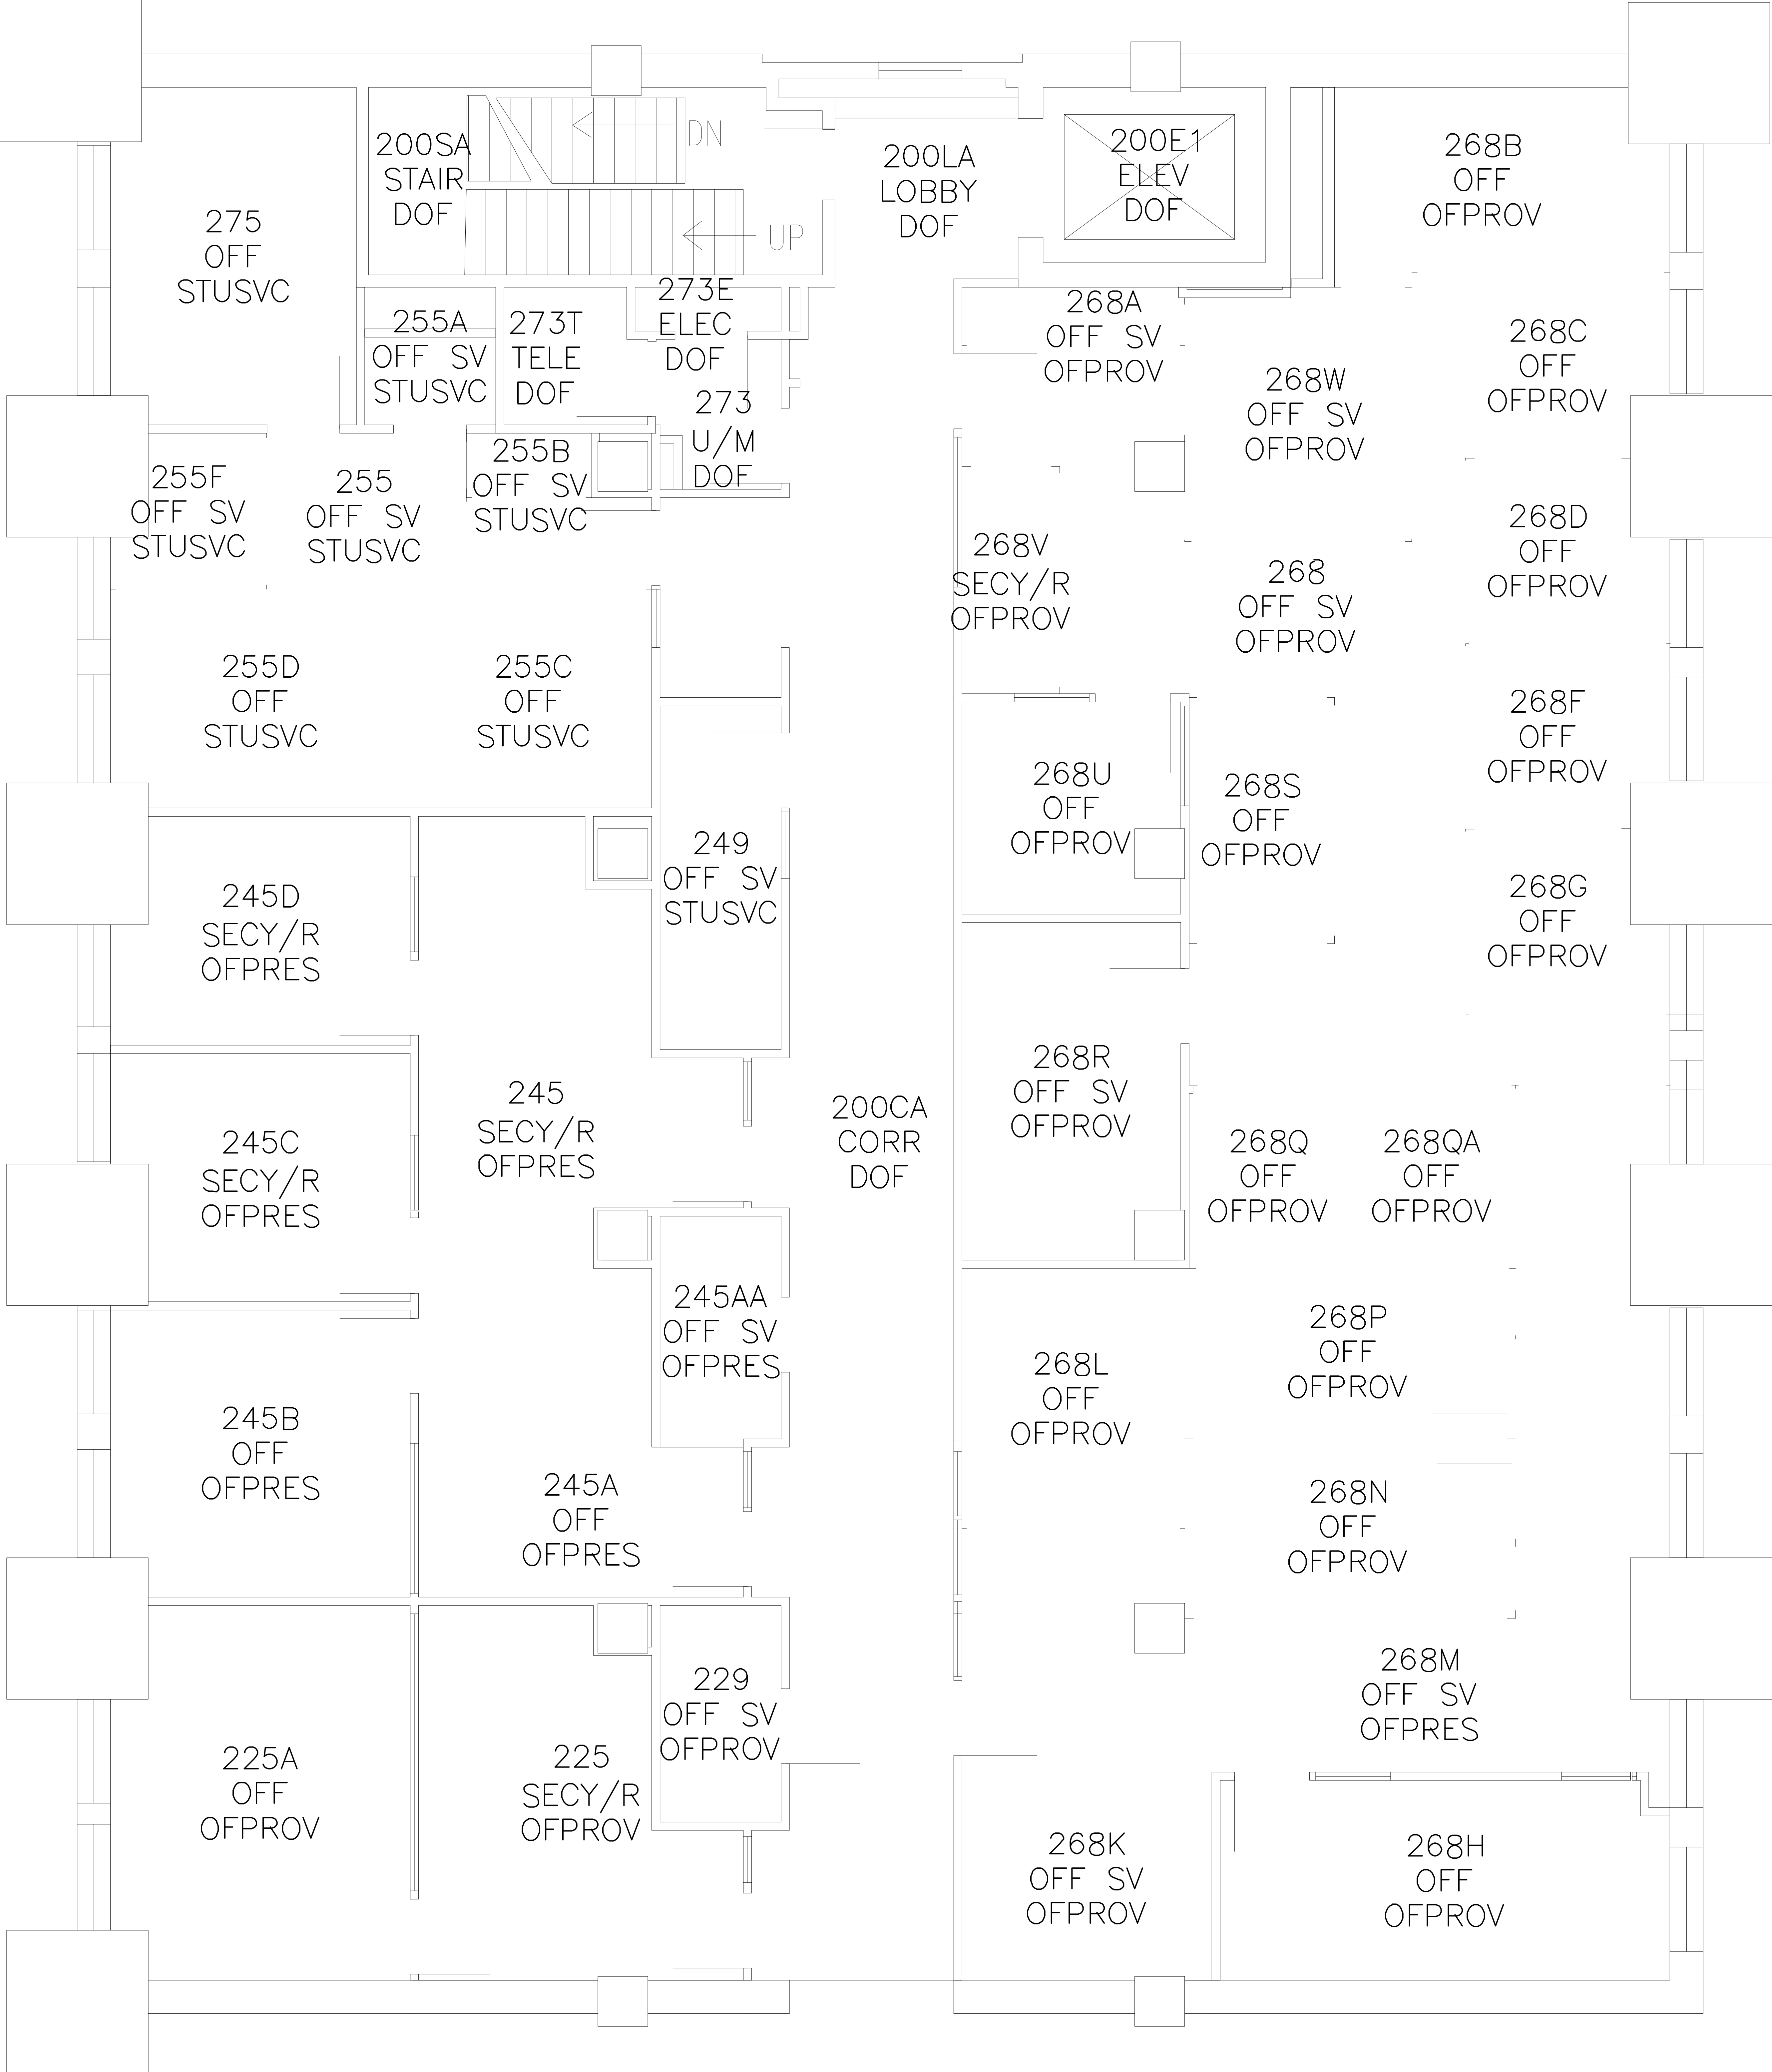 200SA
STAIR
DOF
DN
UP
200LA
LOBBY
DOF
200E1
ELEV
DOF
268B
OFF
OFPROV
275
OFF
STUSVC
255A
OFF SV
STUSVC
273T
TELE
DOF
273E
ELEC
DOF
273
U/M
DOF
268A
OFF SV
OFPROV
268W
OFF SV
OFPROV
268C
OFF
OFPROV
255F
OFF SV
STUSVC
255
OFF SV
STUSVC
255B
OFF SV
STUSVC
268V
SECY/R
OFPROV
268
OFF SV
OFPROV
268D
OFF
OFPROV
255D
OFF
STUSVC
255C
OFF
STUSVC
268F
OFF
OFPROV
268U
OFF
OFPROV
268S
OFF
OFPROV
249
OFF SV
STUSVC
245D
SECY/R
OFPRES
268G
OFF
OFPROV
245
SECY/R
OFPRES
200CA
CORR
DOF
268R
OFF SV
OFPROV
245C
SECY/R
OFPRES
268Q
OFF
OFPROV
268QA
OFF
OFPROV
245AA
OFF SV
OFPRES
268P
OFF
OFPROV
268L
OFF
OFPROV
245B
OFF
OFPRES
245A
OFF
OFPRES
268N
OFF
OFPROV
268M
OFF SV
OFPRES
229
OFF SV
OFPROV
225A
OFF
OFPROV
225
SECY/R
OFPROV
268K
OFF SV
OFPROV
268H
OFF
OFPROV